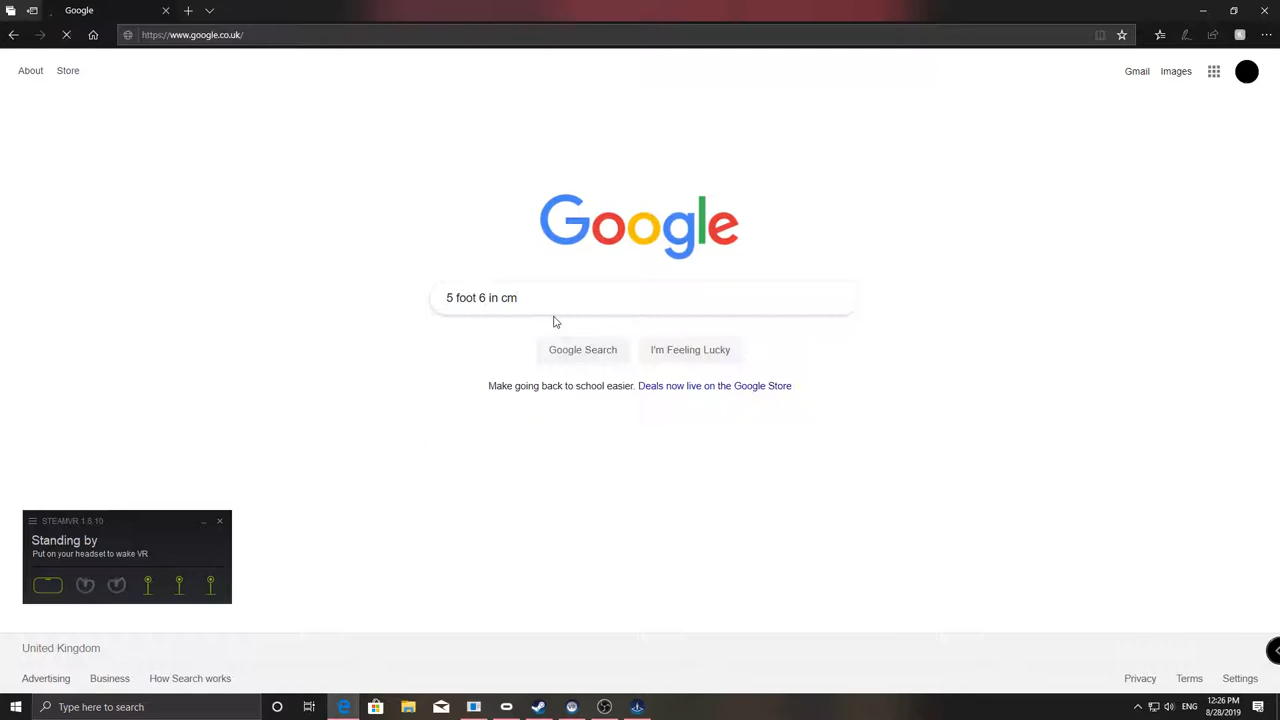 Google
https://www.google.co.uk/
About Store
Gmail Images
Google
5 foot 6 in cm
Google Search I'm Feeling Lucky
Make going back to school easier. Deals now live on the Google Store
STEAMVR 1.6.10
Standing by
Put on your headset to wake VR
United Kingdom
Advertising Business How Search works
Privacy Terms Settings
Type here to search
ENG
12:26 PM
8/28/2019